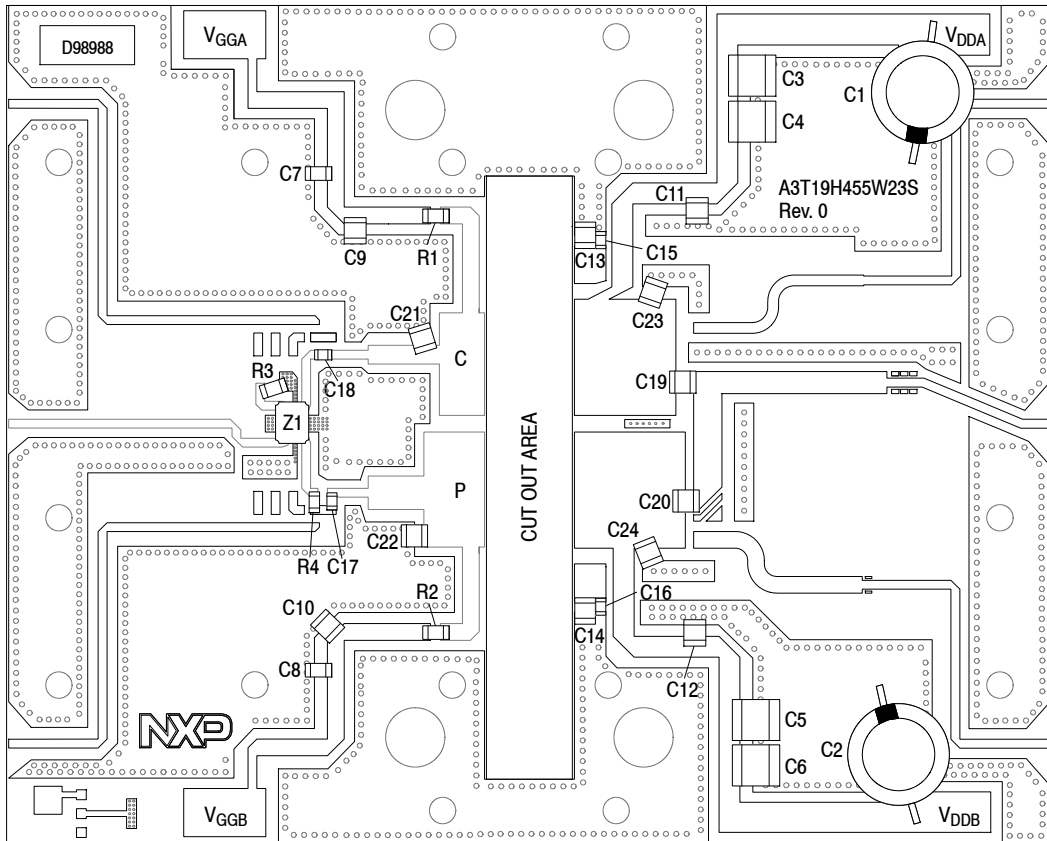 D98988
VGGA
VDDA
C3
C1
C4
C7
C11
A3T19H455W23S
Rev. 0
C9
R1
C13
C15
C21
C23
C
R3
C18
C19
Z1
CUT OUT AREA
P
C20
R4
C17
C22
C24
C10
R2
C16
C14
C8
C12
NXP
C5
C2
C6
VGGB
VDDB